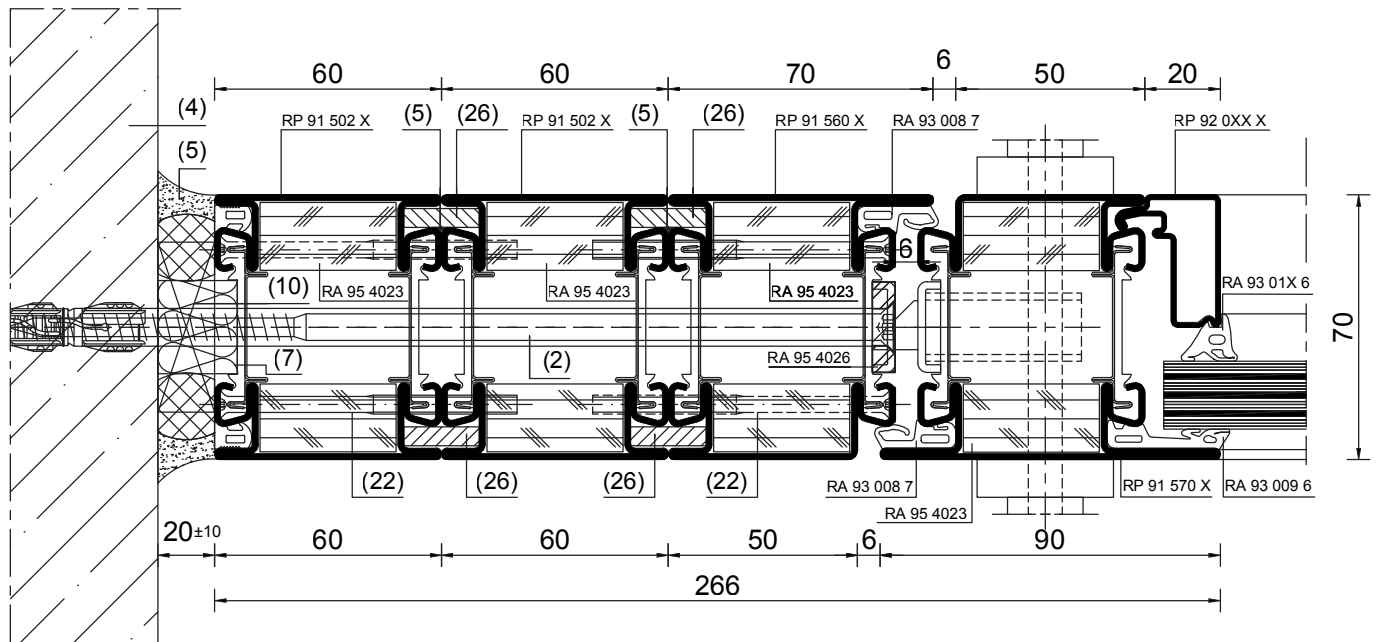 60 60 70 6 50 20
(4) RP 91 502 X (5) (26) RP 91 502 X (5) (26) RP 91 560 X RA 93 008 7 RP 92 0XX X
(5)
6
(10) RA 95 4023 RA 95 4023 RA 95 4023 RA 93 01X 6
70
(7) (2) RA 95 4026
(22) (26) (26) (22) RA 93 008 7 RP 91 570 X RA 93 009 6
RA 95 4023
20±10 60 60 50 6 90
266